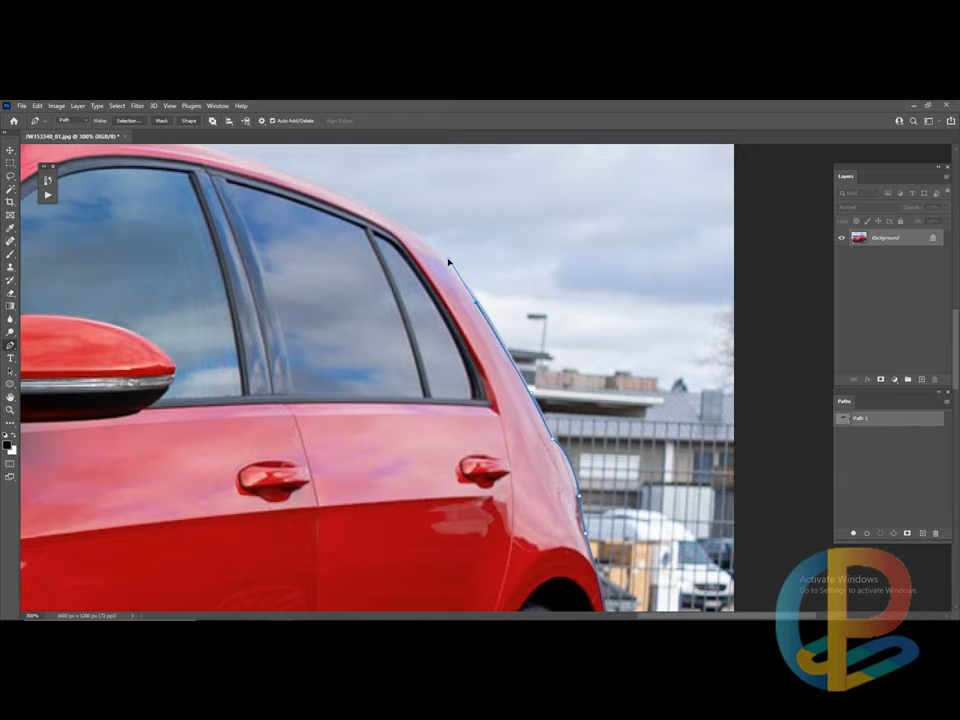 Ps File Edit Image Layer Type Select Filter 3D View Plugins Window Help
Path Make: Selection... Mask Shape Auto Add/Delete Align Edges
JW153340_01.jpg @ 300% (RGB/8) * ×
Layers
Kind
Normal Opacity: 100%
Lock: Fill: 100%
Background
Paths
Path 1
T
Activate Windows
Go to Settings to activate Windows.
300% 1600 px x 1200 px (72 ppi)